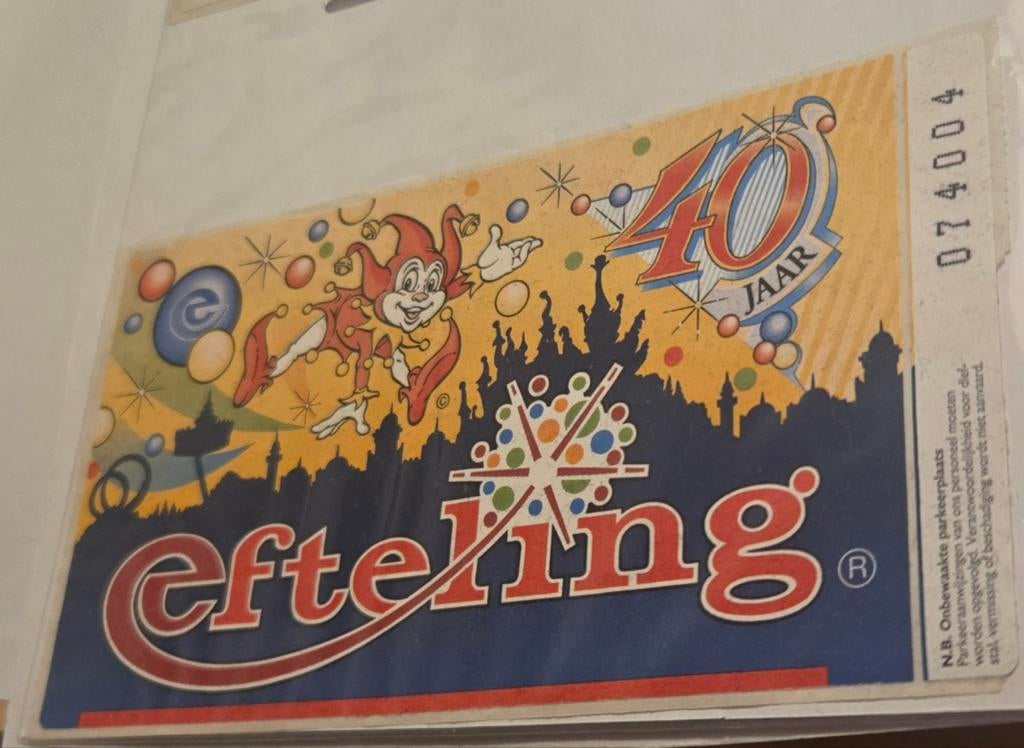 40
JAAR
efteling
®
074004
N.B. Onbewaakte parkeerplaats
Parkeeraanwijzingen van ons personeel moeten
worden opgevolgd. Verantwoordelijkheid voor dief-
stal, vermissing of beschadiging wordt niet aanvaard.
e
©